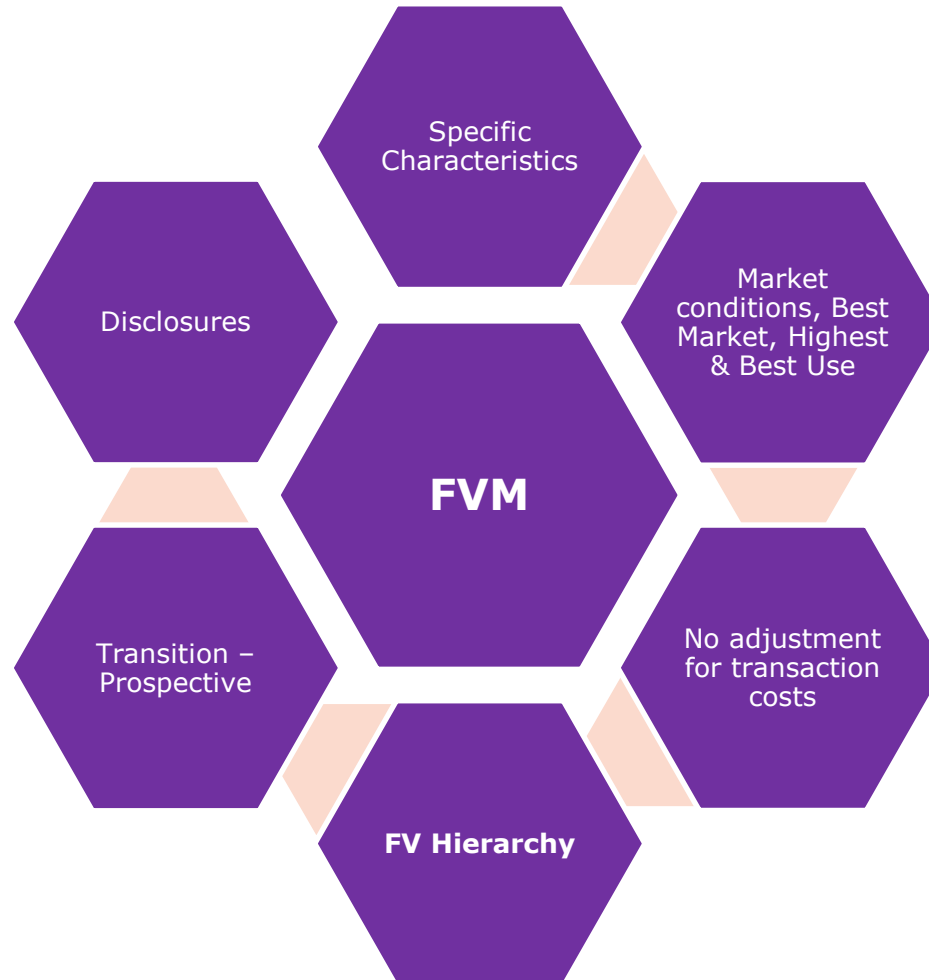 Specific
Characteristics
Market
conditions, Best
Market, Highest
& Best Use
Disclosures
FVM
No adjustment
for transaction
costs
Transition –
Prospective
FV Hierarchy